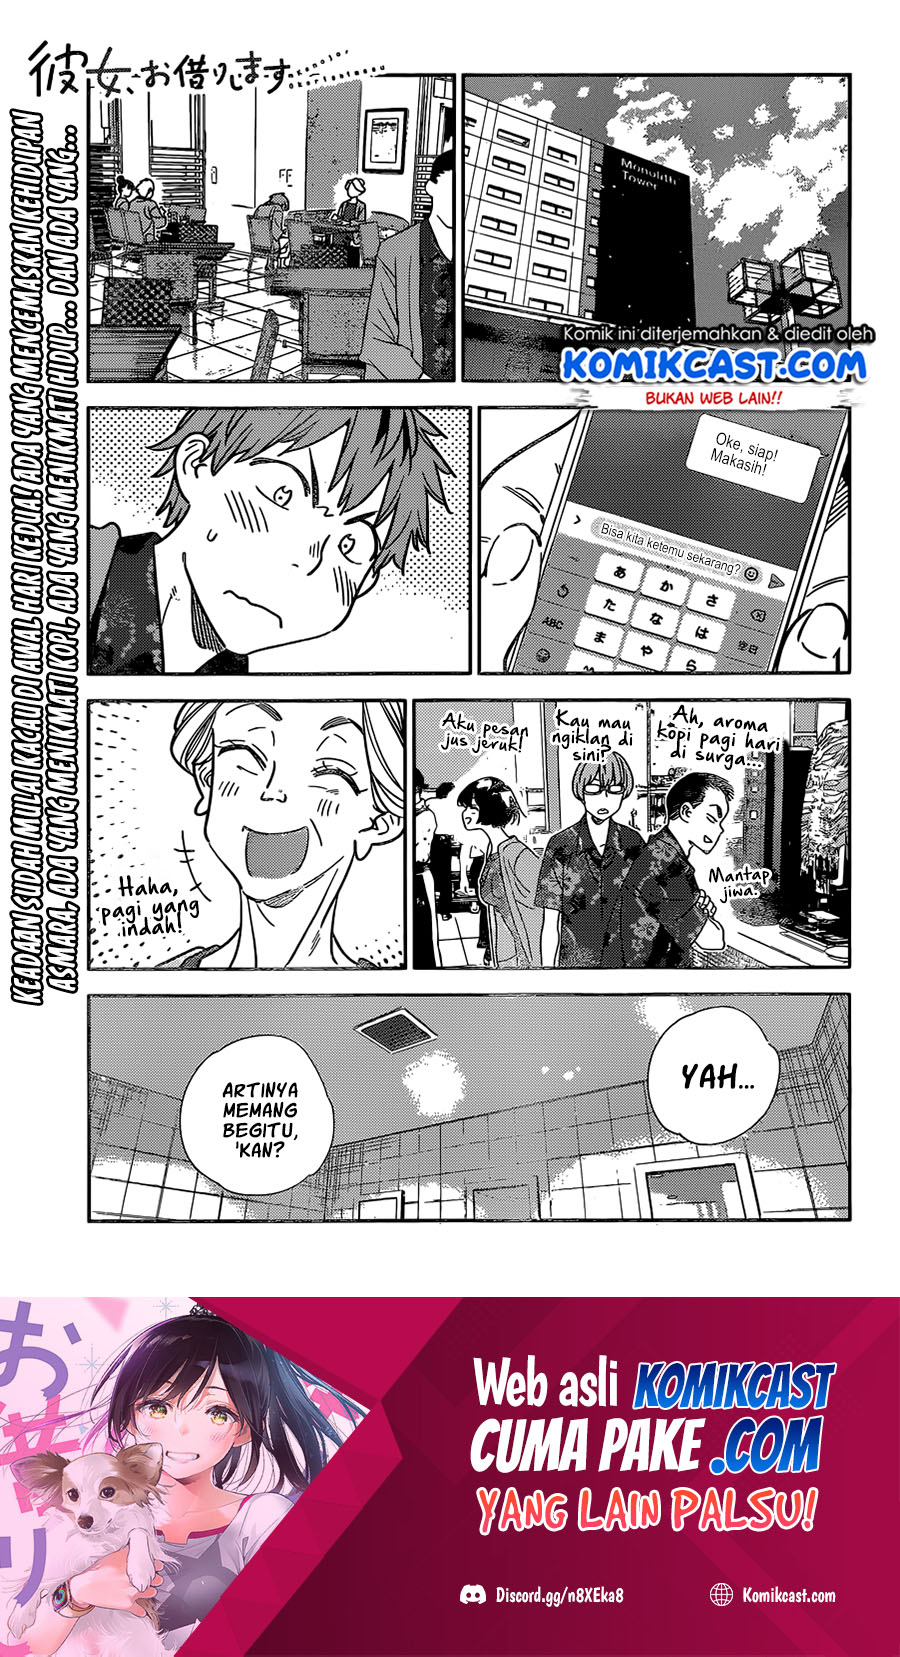 彼女、お借りします
KEADAAN SUDAH MULAI KACAU DI AWAL HARI KEDUA! ADA YANG MENCEMASKAN KEHIDUPAN
ASMARA, ADA YANG MENIKMATI KOPI, ADA YANG MENIKMATI HIDUP... DAN ADA YANG...
Monolith
Tower
Komik ini diterjemahkan & diedit oleh
KOMIKCAST.COM
BUKAN WEB LAIN!!
Oke, siap!
Makasih!
Bisa kita ketemu sekarang?
あ か さ
た な は
ABC
ま や ら
空白
Ah, aroma
kopi pagi hari
di surga...
Kau mau
ngiklan di
sini?
Aku pesan
jus jeruk!
Mantap
jiwa.
Haha,
pagi yang
indah!
YAH...
ARTINYA
MEMANG
BEGITU,
'KAN?
Web asli KOMIKCAST
CUMA PAKE .COM
YANG LAIN PALSU!
Discord.gg/n8XEka8
Komikcast.com